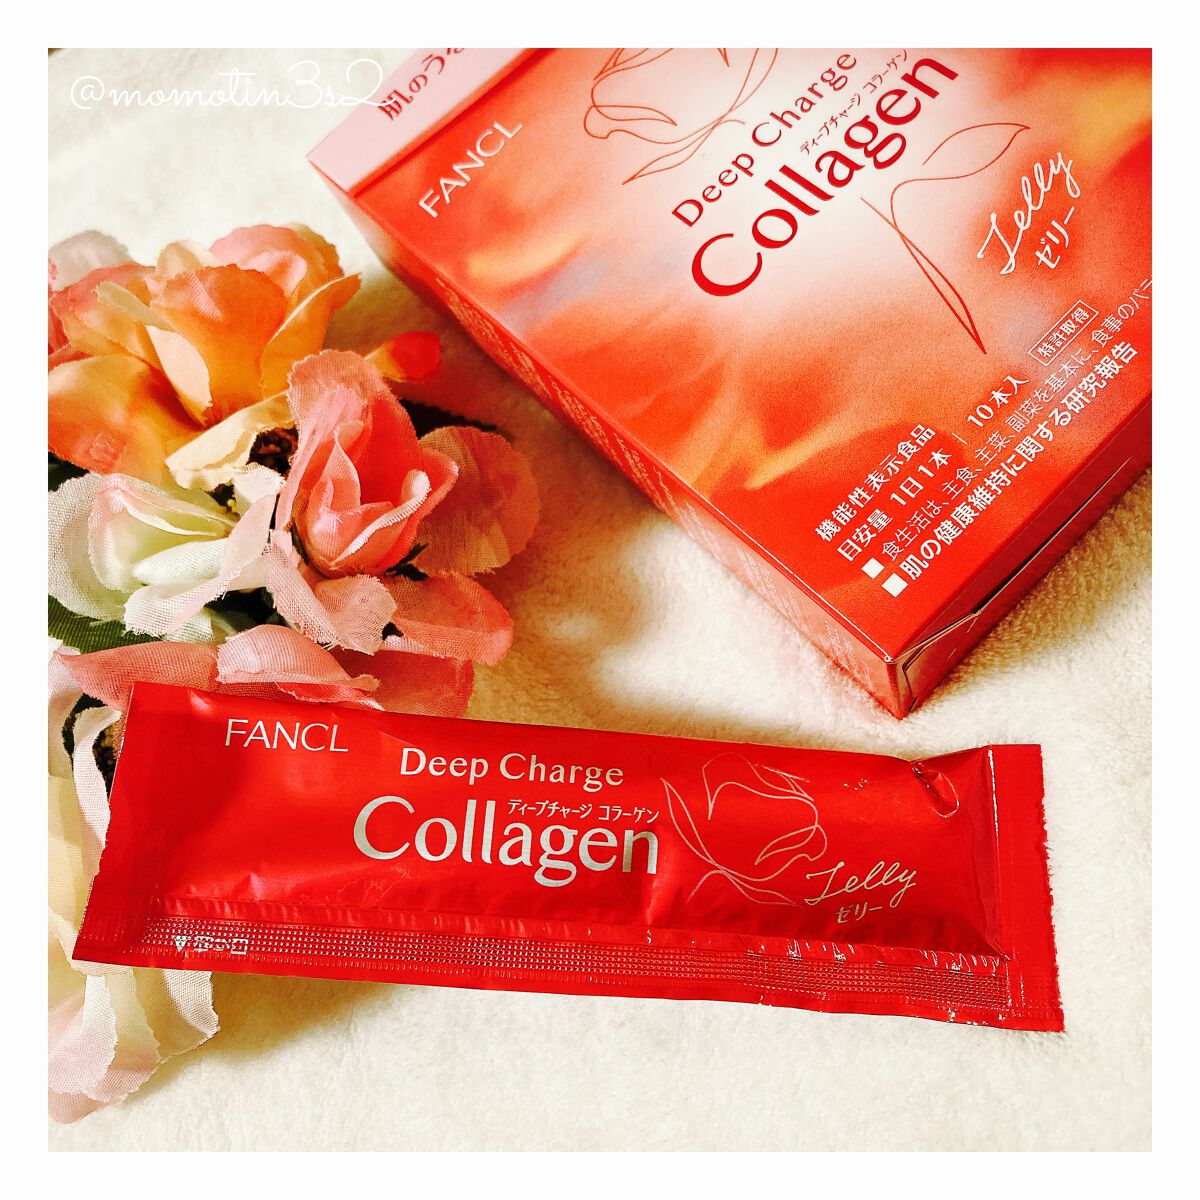 @momotin3s2
肌のうる
FANCL
Deep Charge
ディープチャージ コラーゲン
Collagen
Jelly
ゼリー
特許取得
機能性表示食品
目安量 1日1本 | 10本入
■食生活は、主食、主菜、副菜を基本に、食事のバラ
■肌の健康維持に関する研究報告
FANCL
Deep Charge
ディープチャージ コラーゲン
Collagen
Jelly
ゼリー